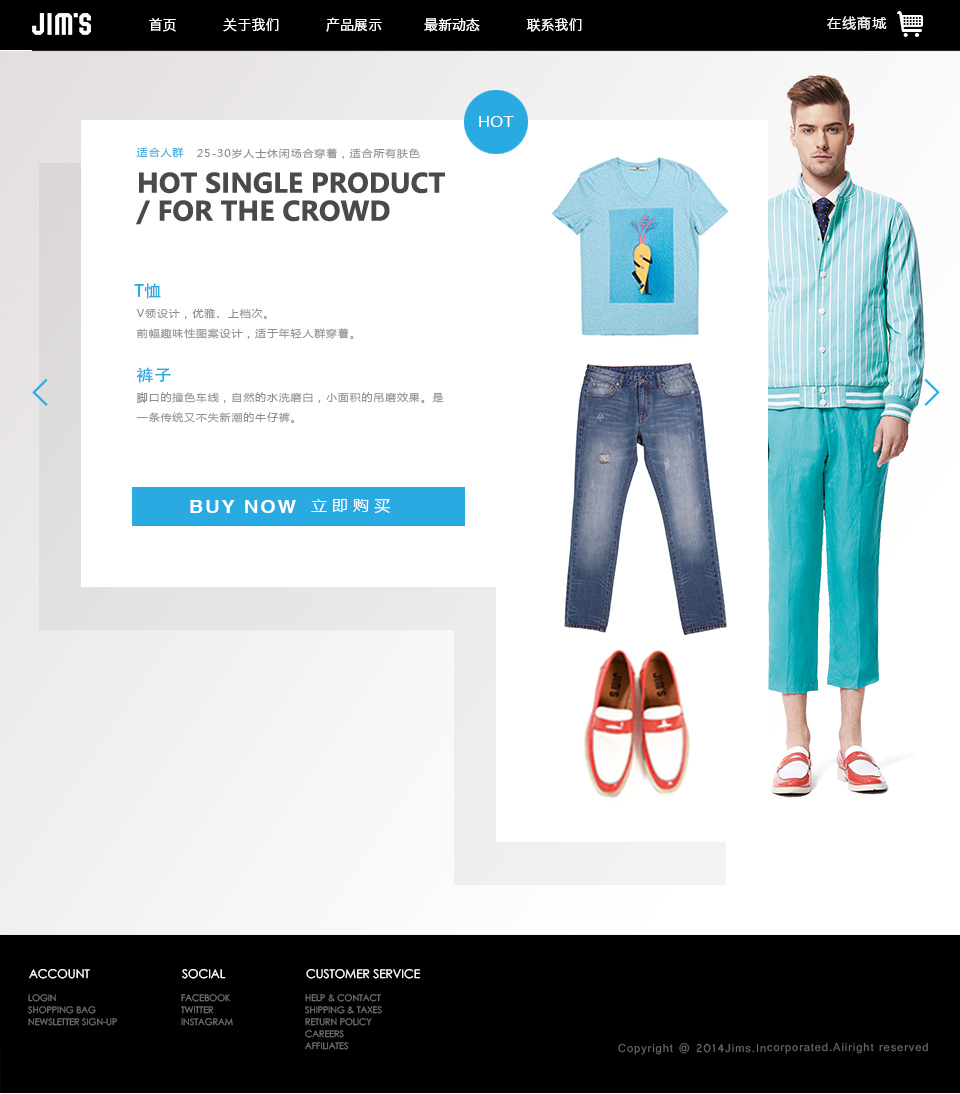 JIM'S
首页 关于我们 产品展示 最新动态 联系我们 在线商城
HOT
适合人群 25-30岁人士休闲场合穿着，适合所有肤色
HOT SINGLE PRODUCT
/ FOR THE CROWD
T恤
V领设计，优雅、上档次。
前幅趣味性图案设计，适于年轻人群穿着。
裤子
脚口的撞色车线，自然的水洗磨白，小面积的吊磨效果。是
一条传统又不失新潮的牛仔裤。
BUY NOW 立即购买
JIM'S
JIM'S
ACCOUNT
LOGIN
SHOPPING BAG
NEWSLETTER SIGN-UP
SOCIAL
FACEBOOK
TWITTER
INSTAGRAM
CUSTOMER SERVICE
HELP & CONTACT
SHIPPING & TAXES
RETURN POLICY
CAREERS
AFFILIATES
Copyright @ 2014Jims.Incorporated.Aiiright reserved